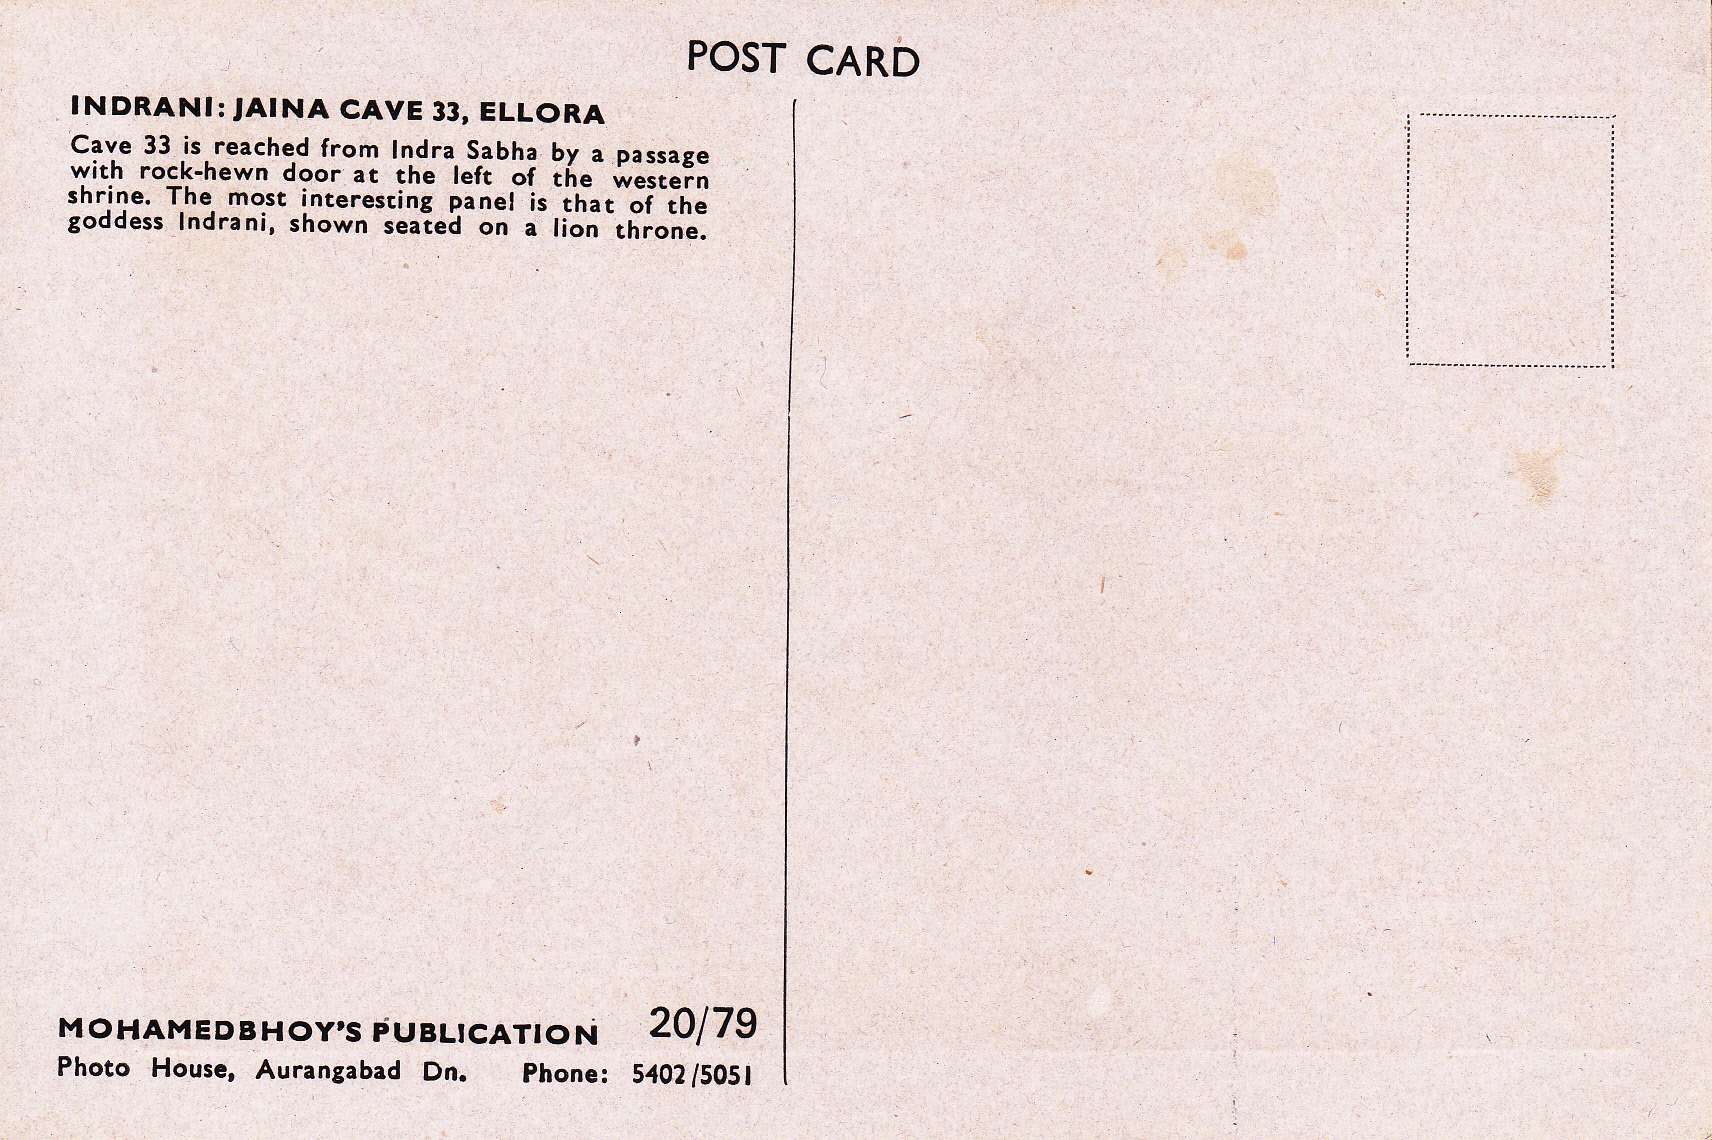 POST CARD
INDRANI: JAINA CAVE 33, ELLORA
Cave 33 is reached from Indra Sabha by a passage
with rock-hewn door at the left of the western
shrine. The most interesting panel is that of the
goddess Indrani, shown seated on a lion throne.
MOHAMEDBHOY'S PUBLICATION 20/79
Photo House, Aurangabad Dn. Phone: 5402/5051